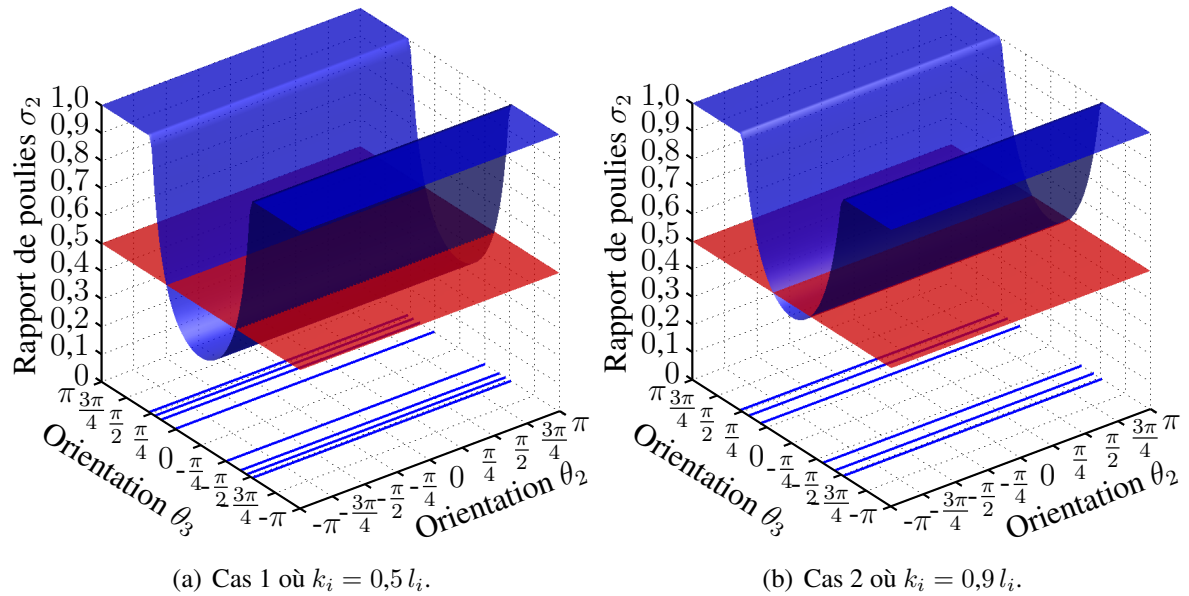 Rapport de poulies σ₂
1,0
0,9
0,8
0,7
0,6
0,5
0,4
0,3
0,2
0,1
0
π
3π/4
π/2
π/4
0
-π/4
-π/2
-3π/4
-π
Orientation θ₃
-π
-3π/4
-π/2
-π/4
0
π/4
π/2
3π/4
π
Orientation θ₂
(a) Cas 1 où kᵢ = 0,5 lᵢ.
Rapport de poulies σ₂
1,0
0,9
0,8
0,7
0,6
0,5
0,4
0,3
0,2
0,1
0
π
3π/4
π/2
π/4
0
-π/4
-π/2
-3π/4
-π
Orientation θ₃
-π
-3π/4
-π/2
-π/4
0
π/4
π/2
3π/4
π
Orientation θ₂
(b) Cas 2 où kᵢ = 0,9 lᵢ.